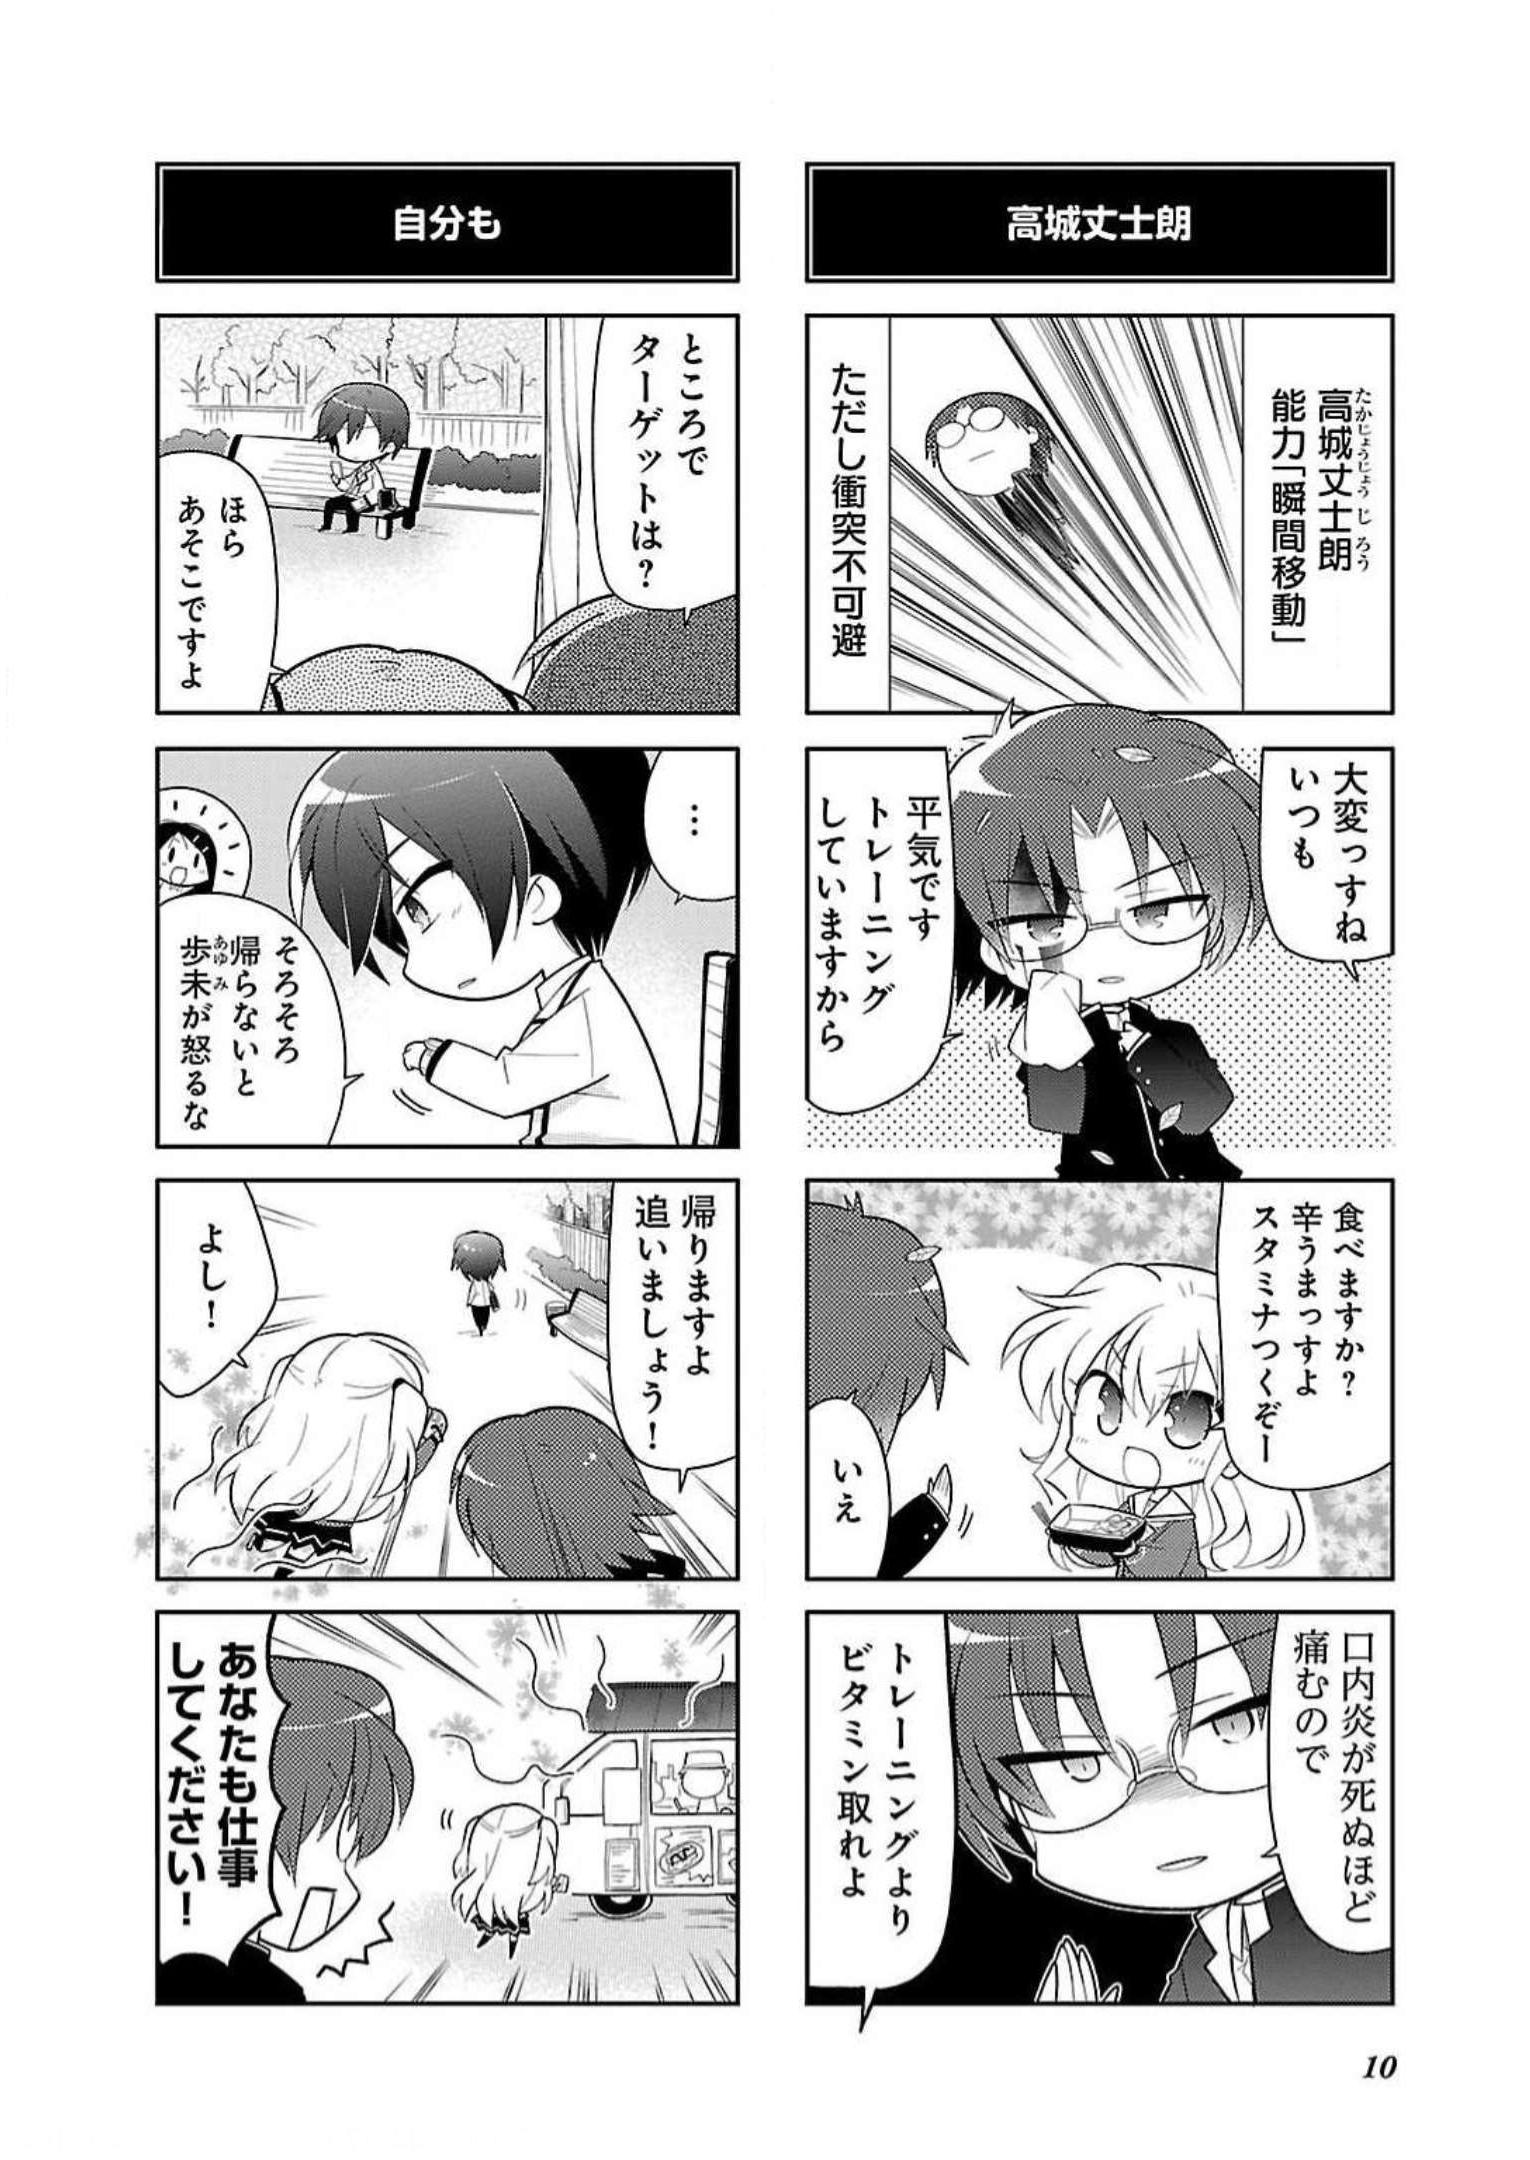 高城丈士朗
高城丈士朗
たかじょうじょうじろう
能力「瞬間移動」
ただし衝突不可避
大変っすね
いつも
平気です
トレーニング
していますから
食べますか？
辛うまっすよ
スタミナつくぞー
いえ
口内炎が死ぬほど
痛むので
トレーニングより
ビタミン取れよ
自分も
ところで
ターゲットは？
ほら
あそこですよ
…
そろそろ
帰らないと
歩未が怒るな
あゆみ
帰りますよ
追いましょう！
よし！
あなたも仕事
してください！
10